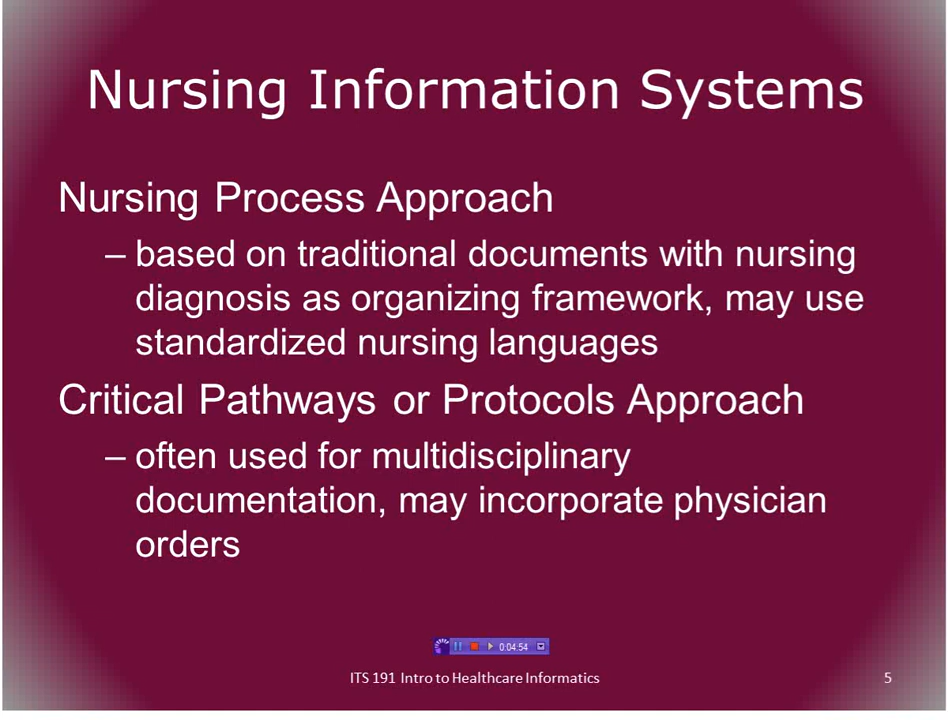 Nursing Information Systems
Nursing Process Approach
– based on traditional documents with nursing
diagnosis as organizing framework, may use
standardized nursing languages
Critical Pathways or Protocols Approach
– often used for multidisciplinary
documentation, may incorporate physician
orders
0:04:54
ITS 191 Intro to Healthcare Informatics 5